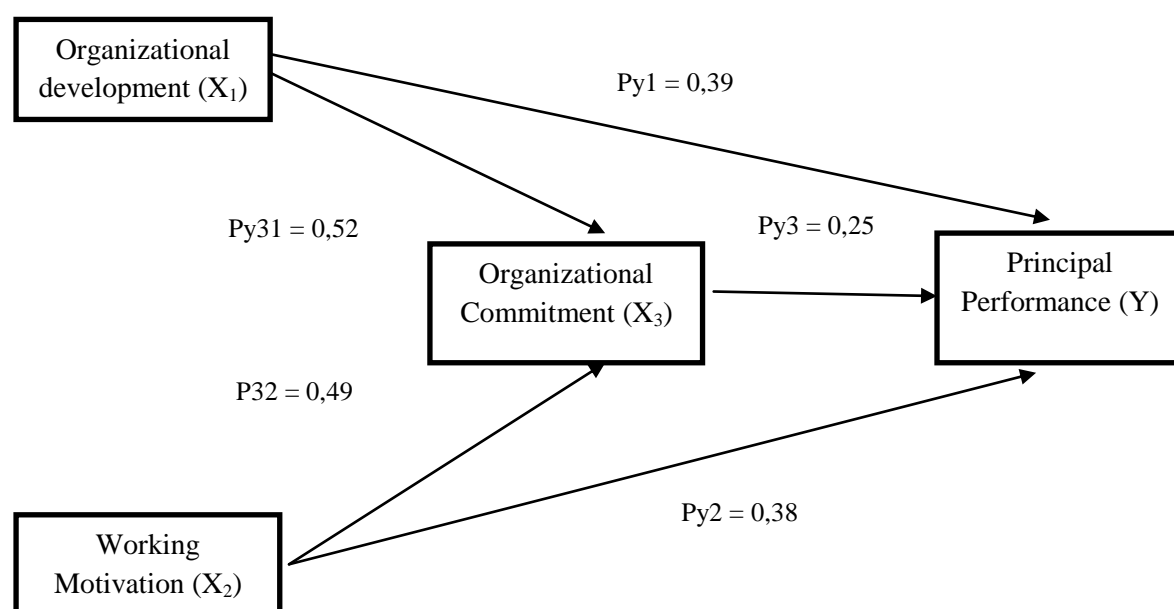 Organizational
development (X₁)
Py1 = 0,39
Py31 = 0,52
Py3 = 0,25
Organizational
Commitment (X₃)
Principal
Performance (Y)
P32 = 0,49
Py2 = 0,38
Working
Motivation (X₂)